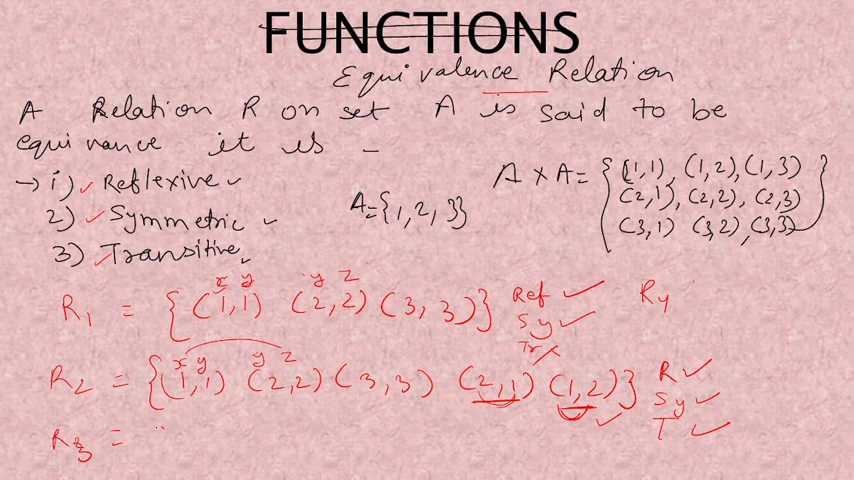 FUNCTIONS
Equivalence Relation
A Relation R on set A is said to be
equivance it is -
→ i) ✓ Reflexive ✓
2) ✓ Symmetric ✓
3) ✓ Transitive ✓
A={1, 2, 3}
A × A = { (1,1), (1,2), (1,3)
(2,1), (2,2), (2,3)
(3,1) (3,2), (3,3) }
x y y z
R1 = { (1,1) (2,2) (3,3) } Ref ✓
Sy ✓
Tr
R4
x y y z
R2 = { (1,1) (2,2) (3,3) (2,1) (1,2) } ✓ R ✓
Sy ✓
T ✓
R3 =